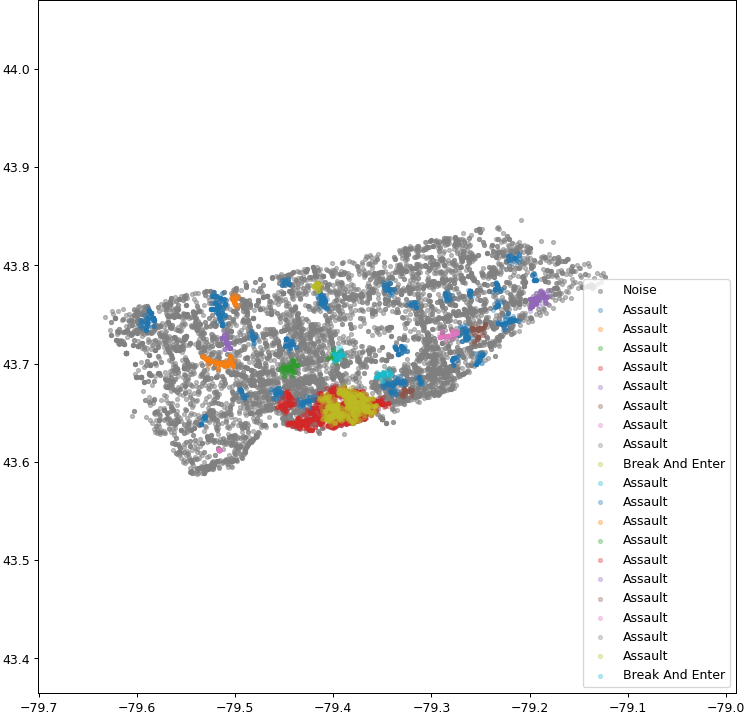 44.0
43.9
43.8
43.7
43.6
43.5
43.4
−79.7 −79.6 −79.5 −79.4 −79.3 −79.2 −79.1 −79.0
Noise
Assault
Assault
Assault
Assault
Assault
Assault
Assault
Assault
Break And Enter
Assault
Assault
Assault
Assault
Assault
Assault
Assault
Assault
Assault
Assault
Break And Enter